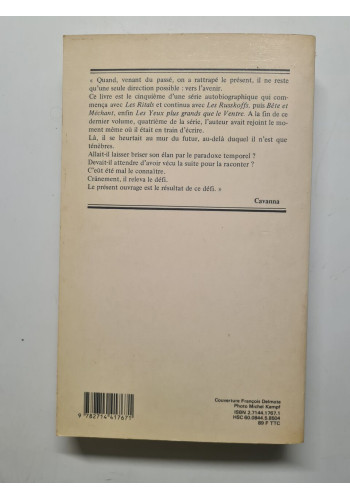 « Quand, venant du passé, on a rattrapé le présent, il ne reste
qu'une seule direction possible : vers l'avenir.
Ce livre est le cinquième d'une série autobiographique qui com-
mença avec Les Ritals et continua avec Les Russkoffs, puis Bête et
Méchant, enfin Les Yeux plus grands que le Ventre. A la fin de ce
dernier volume, quatrième de la série, l'auteur avait rejoint le mo-
ment même où il était en train d'écrire.
Là, il se heurtait au mur du futur, au-delà duquel il n'est que
ténèbres.
Allait-il laisser briser son élan par le paradoxe temporel ?
Devait-il attendre d'avoir vécu la suite pour la raconter ?
C'eût été mal le connaître.
Crânement, il releva le défi.
Le présent ouvrage est le résultat de ce défi. »
Cavanna
Couverture François Delmote
Photo Michel Kempf
ISBN 2.7144.1767.1
HSC 60.0844.5
89 F TTC
9 782714 417671